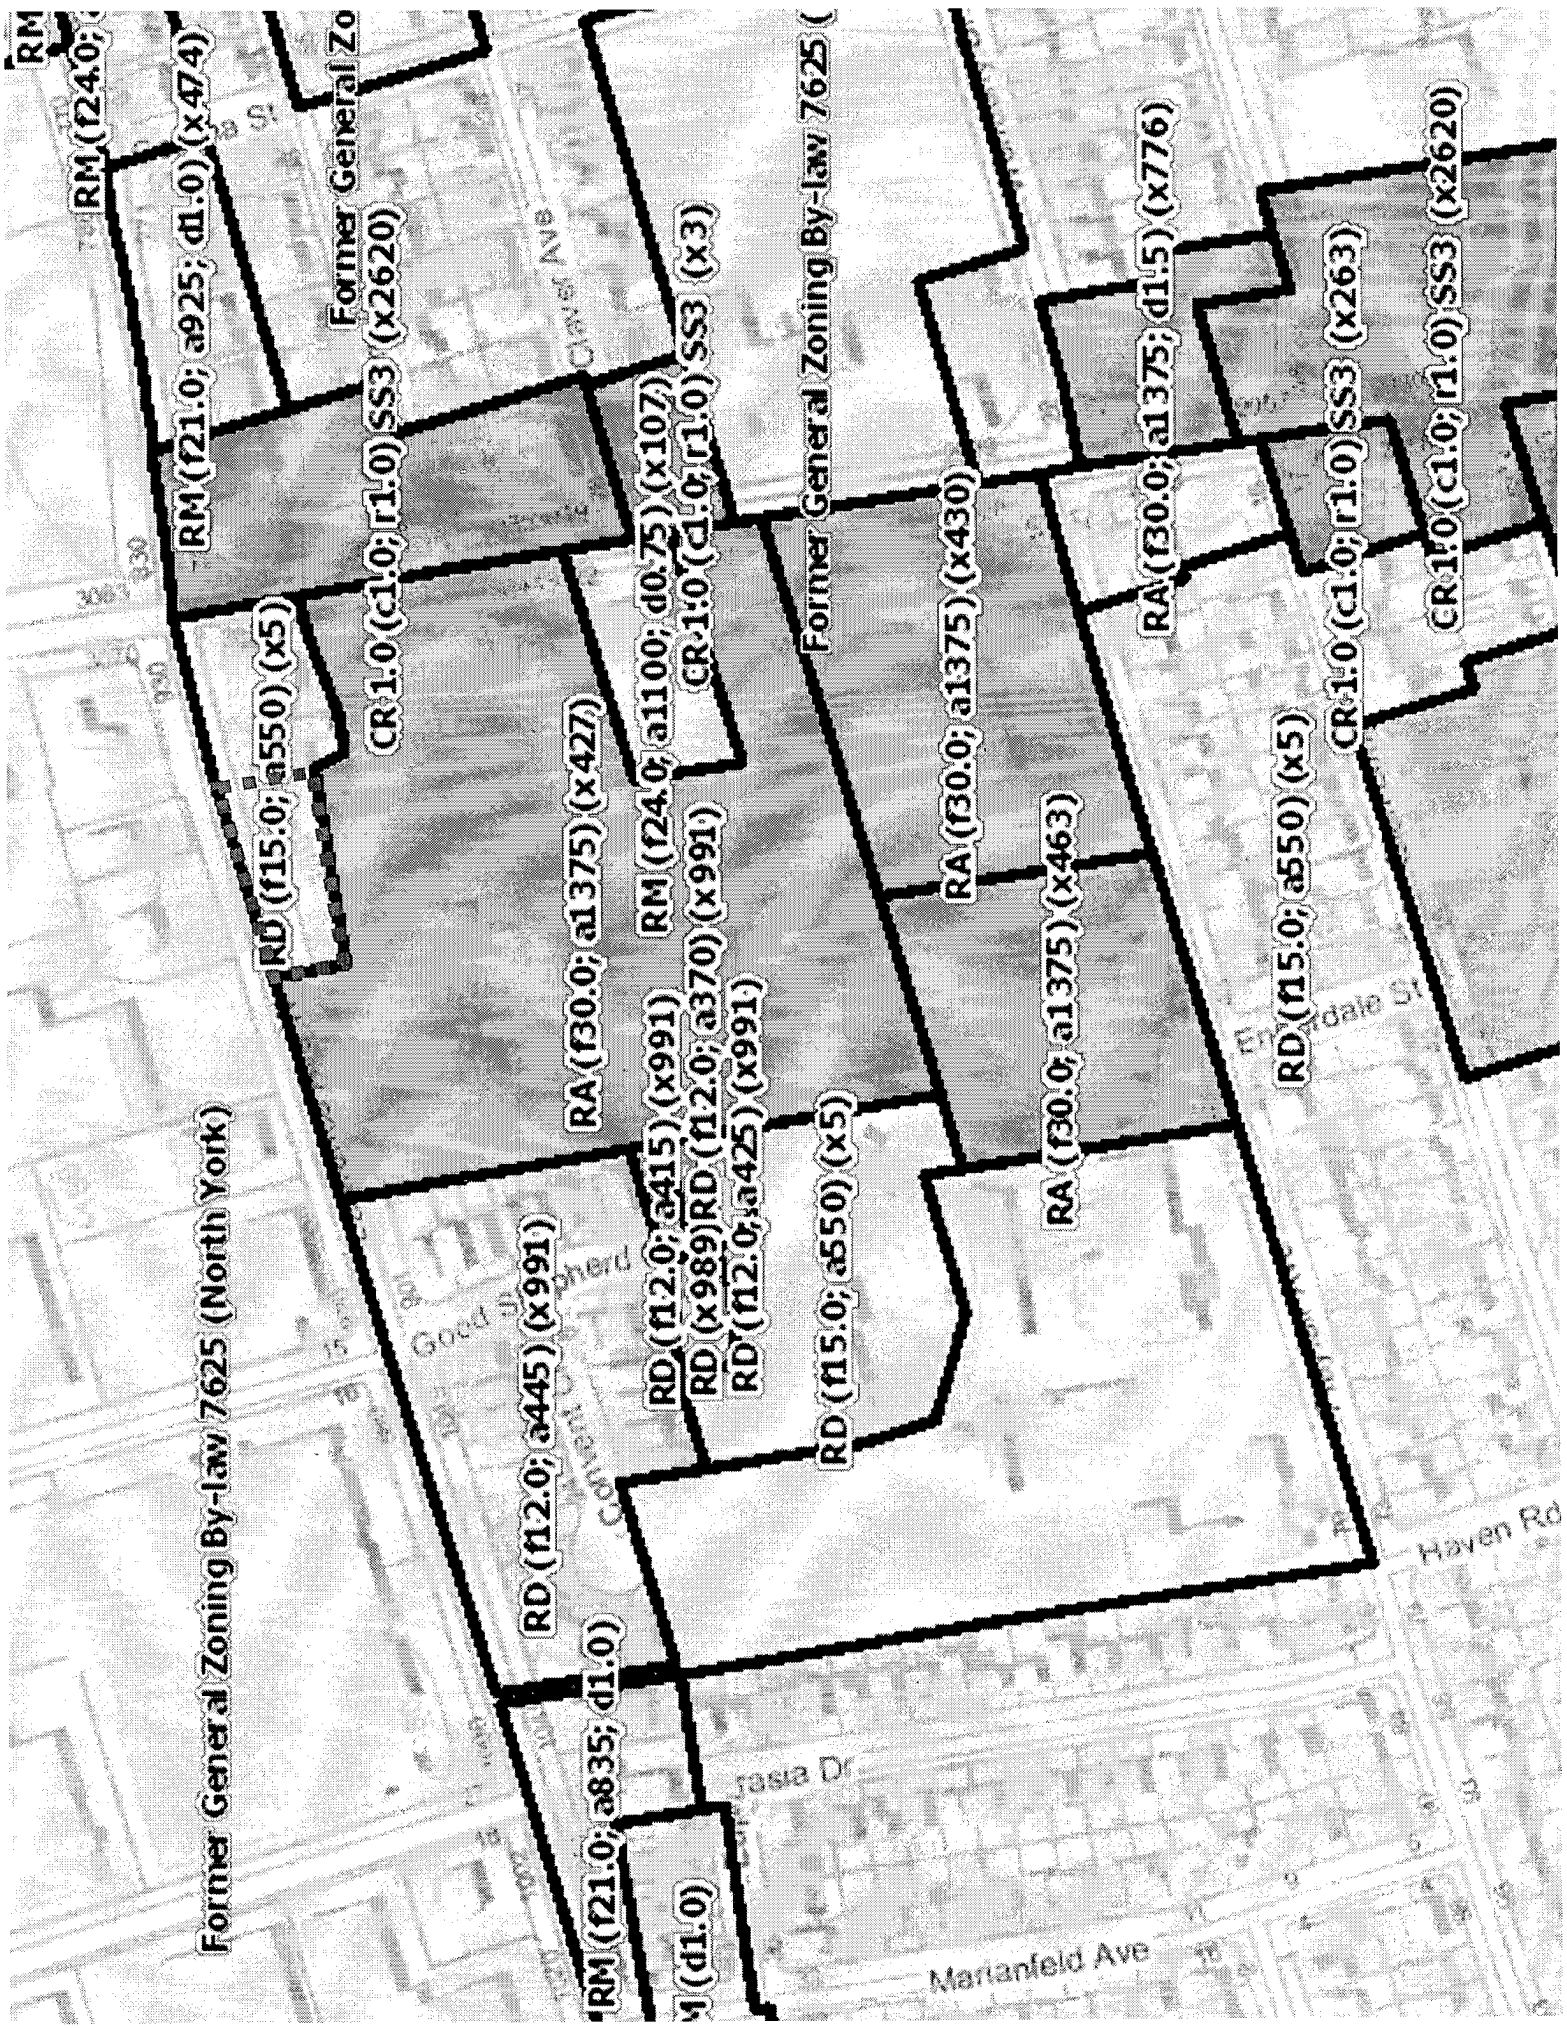 RM
RM (f24.0;
RM (f21.0; a925; d1.0) (x474)
Former General Zo
CR 1.0 (c1.0; r1.0) SS3 (x2620)
RD (f15.0; a550) (x5)
Former General Zoning By-law 7625 (North York)
RA (f30.0; a1375) (x427)
RM (f24.0; a1100; d0.75) (x107)
CR 1.0 (c1.0; r1.0) SS3 (x3)
Former General Zoning By-law 7625 (
RA (f30.0; a1375) (x430)
RA (f30.0; a1375; d1.5) (x776)
CR 1.0 (c1.0; r1.0) SS3 (x263)
CR 1.0 (c1.0; r1.0) SS3 (x2620)
RD (f12.0; a445) (x991)
RD (f12.0; a415) (x991)
RD (x989) RD (f12.0; a370) (x991)
RD (f12.0; a425) (x991)
RD (f15.0; a550) (x5)
RA (f30.0; a1375) (x463)
RD (f15.0; a550) (x5)
RM (f21.0; a835; d1.0)
M (d1.0)
Claver Ave
Good
Haven Rd
rasia Dr
Marianfeld Ave